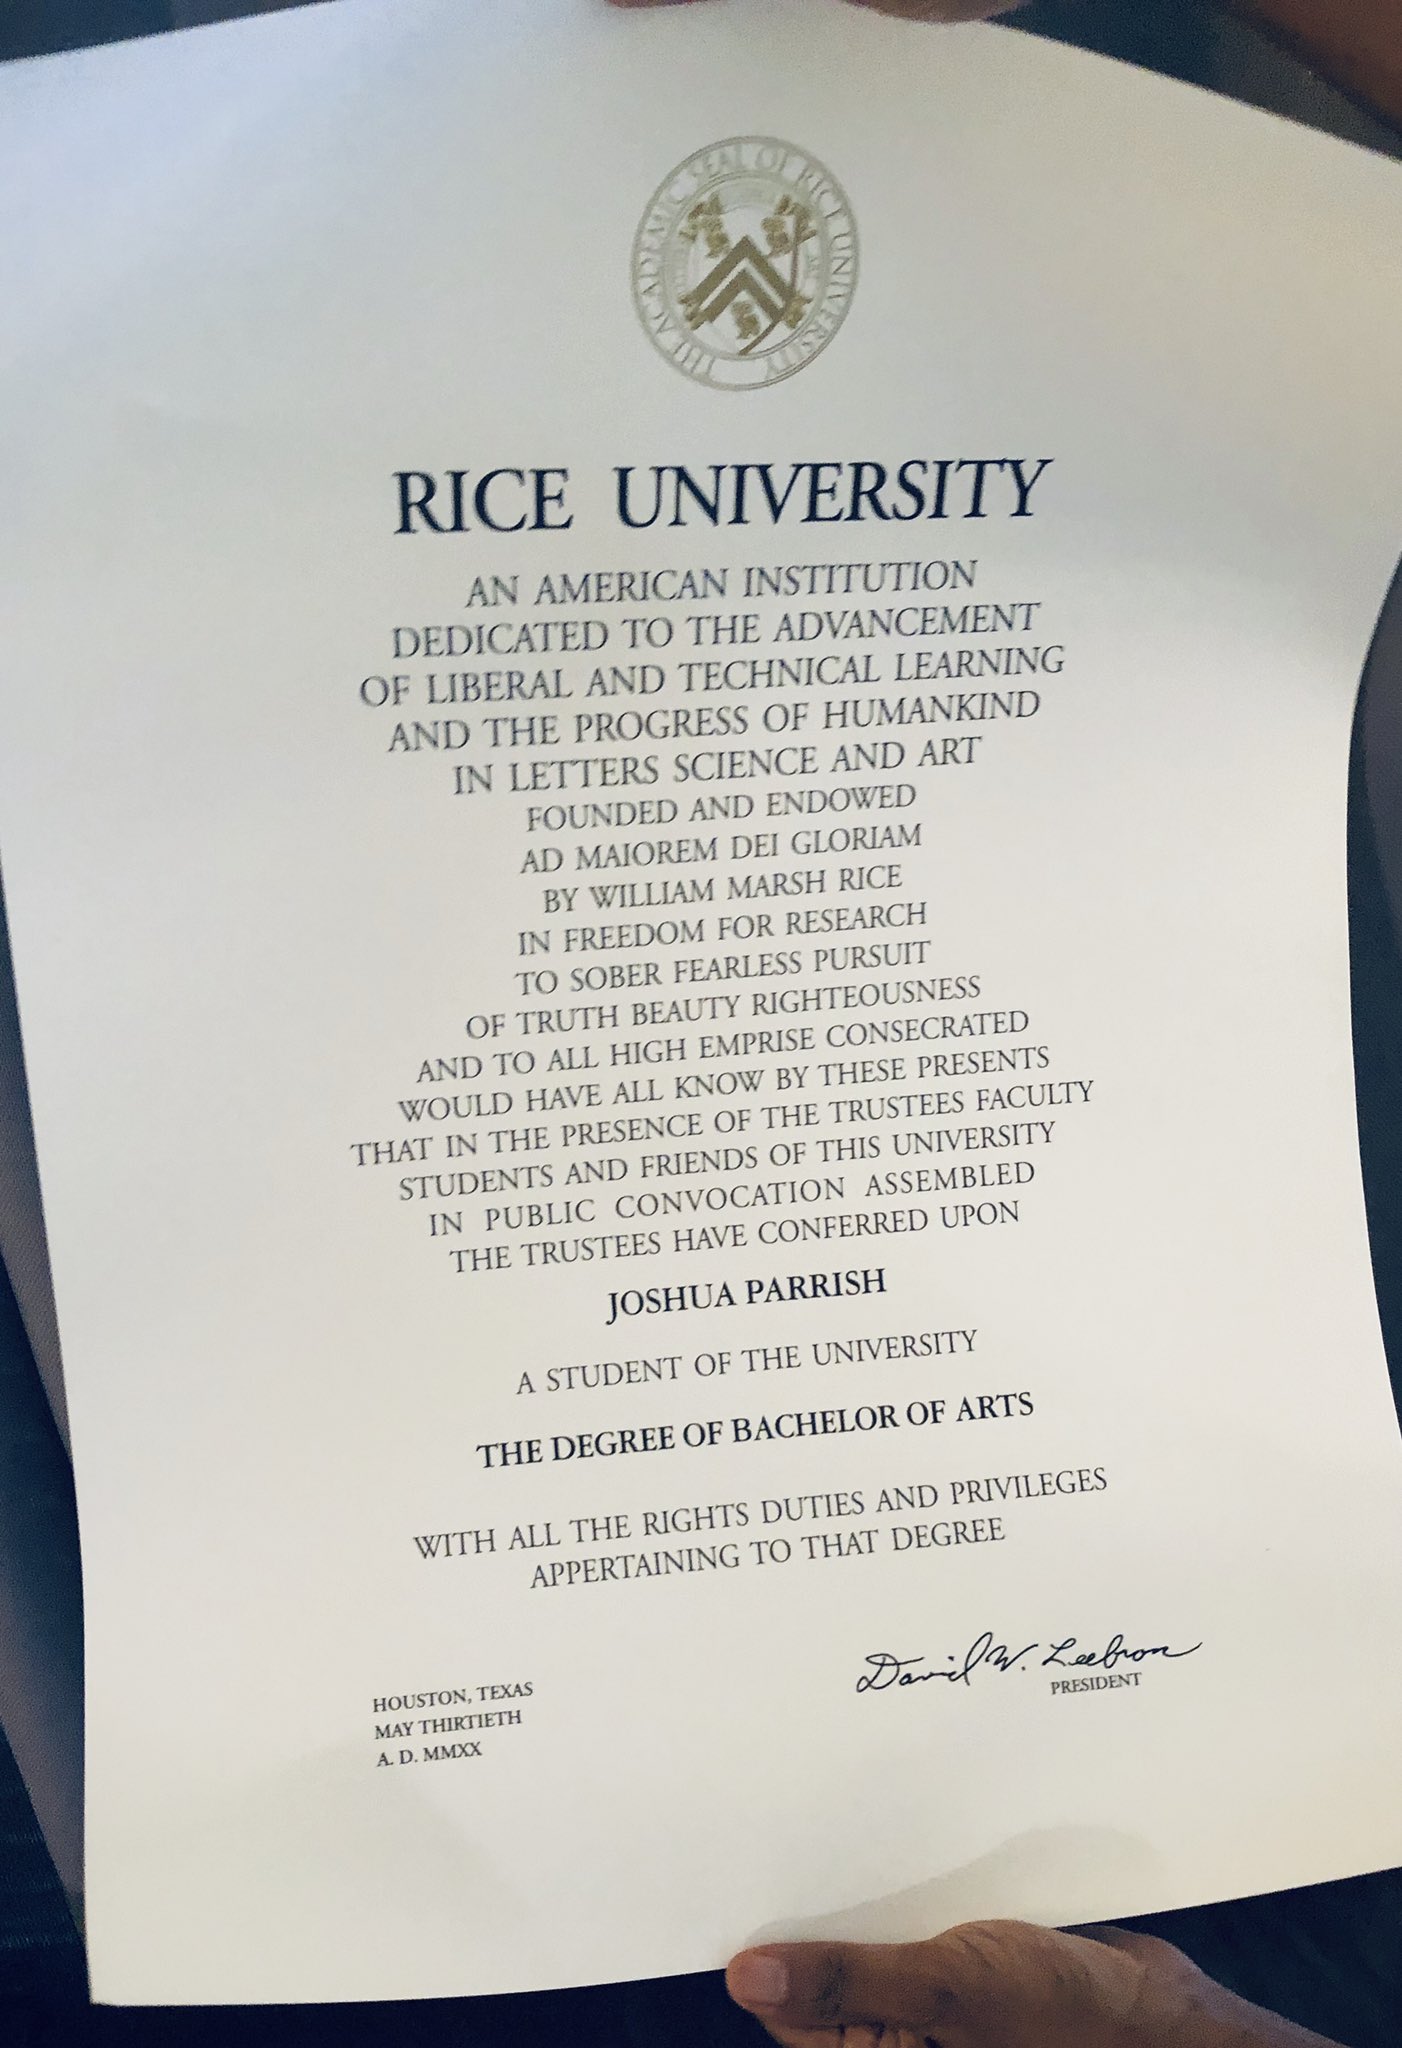 THE ACADEMIC SEAL OF RICE UNIVERSITY
RICE UNIVERSITY
AN AMERICAN INSTITUTION
DEDICATED TO THE ADVANCEMENT
OF LIBERAL AND TECHNICAL LEARNING
AND THE PROGRESS OF HUMANKIND
IN LETTERS SCIENCE AND ART
FOUNDED AND ENDOWED
AD MAIOREM DEI GLORIAM
BY WILLIAM MARSH RICE
IN FREEDOM FOR RESEARCH
TO SOBER FEARLESS PURSUIT
OF TRUTH BEAUTY RIGHTEOUSNESS
AND TO ALL HIGH EMPRISE CONSECRATED
WOULD HAVE ALL KNOW BY THESE PRESENTS
THAT IN THE PRESENCE OF THE TRUSTEES FACULTY
STUDENTS AND FRIENDS OF THIS UNIVERSITY
IN PUBLIC CONVOCATION ASSEMBLED
THE TRUSTEES HAVE CONFERRED UPON
JOSHUA PARRISH
A STUDENT OF THE UNIVERSITY
THE DEGREE OF BACHELOR OF ARTS
WITH ALL THE RIGHTS DUTIES AND PRIVILEGES
APPERTAINING TO THAT DEGREE
David W. Leebron
PRESIDENT
HOUSTON, TEXAS
MAY THIRTIETH
A. D. MMXX